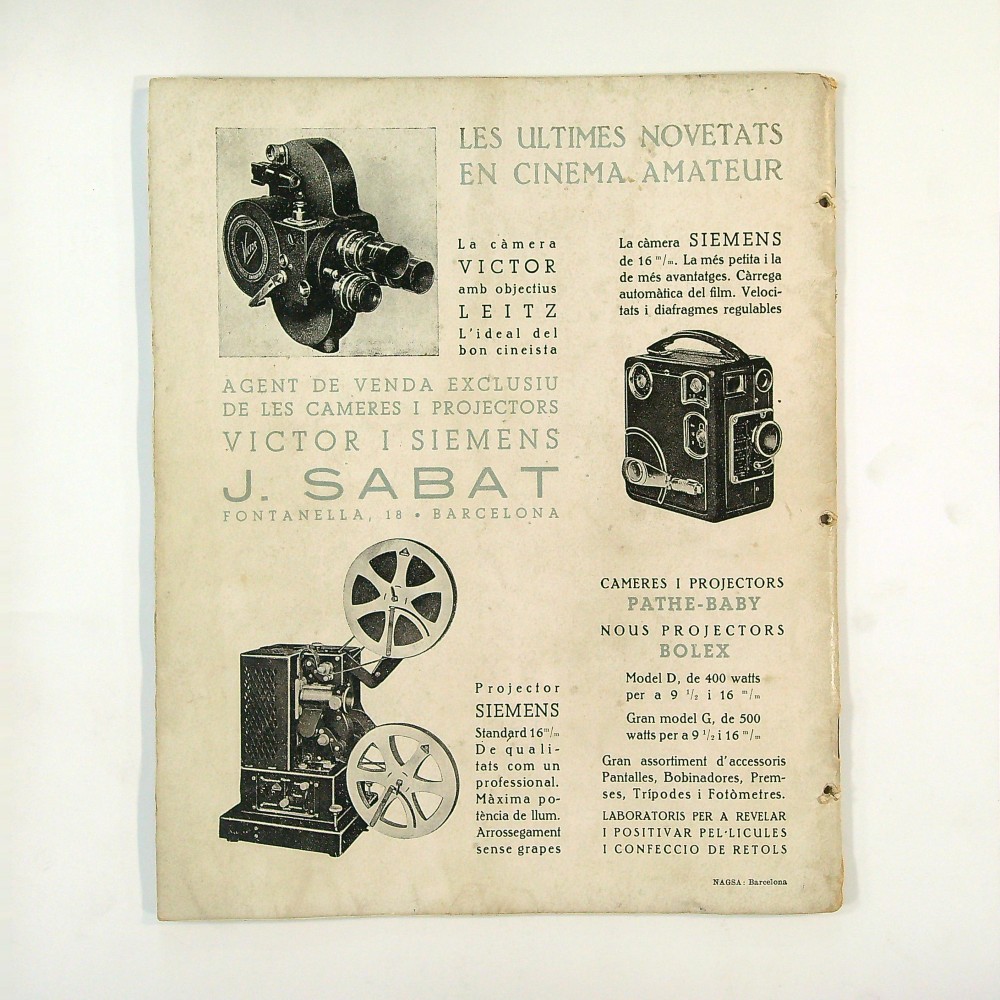 LES ULTIMES NOVETATS
EN CINEMA AMATEUR
Victor
La càmera
VICTOR
amb objectius
LEITZ
L'ideal del
bon cineista
La càmera SIEMENS
de 16 m/m. La més petita i la
de més avantatges. Càrrega
automàtica del film. Veloci-
tats i diafragmes regulables
AGENT DE VENDA EXCLUSIU
DE LES CAMERES I PROJECTORS
VICTOR I SIEMENS
J. SABAT
FONTANELLA, 18 • BARCELONA
Projector
SIEMENS
Standard 16 m/m
De quali-
tats com un
professional.
Màxima po-
tència de llum.
Arrossegament
sense grapes
CAMERES I PROJECTORS
PATHE-BABY
NOUS PROJECTORS
BOLEX
Model D, de 400 watts
per a 9 1/2 i 16 m/m
Gran model G, de 500
watts per a 9 1/2 i 16 m/m
Gran assortiment d'accessoris
Pantalles, Bobinadores, Prem-
ses, Trípodes i Fotòmetres.
LABORATORIS PER A REVELAR
I POSITIVAR PEL·LICULES
I CONFECCIO DE RETOLS
NAGSA: Barcelona